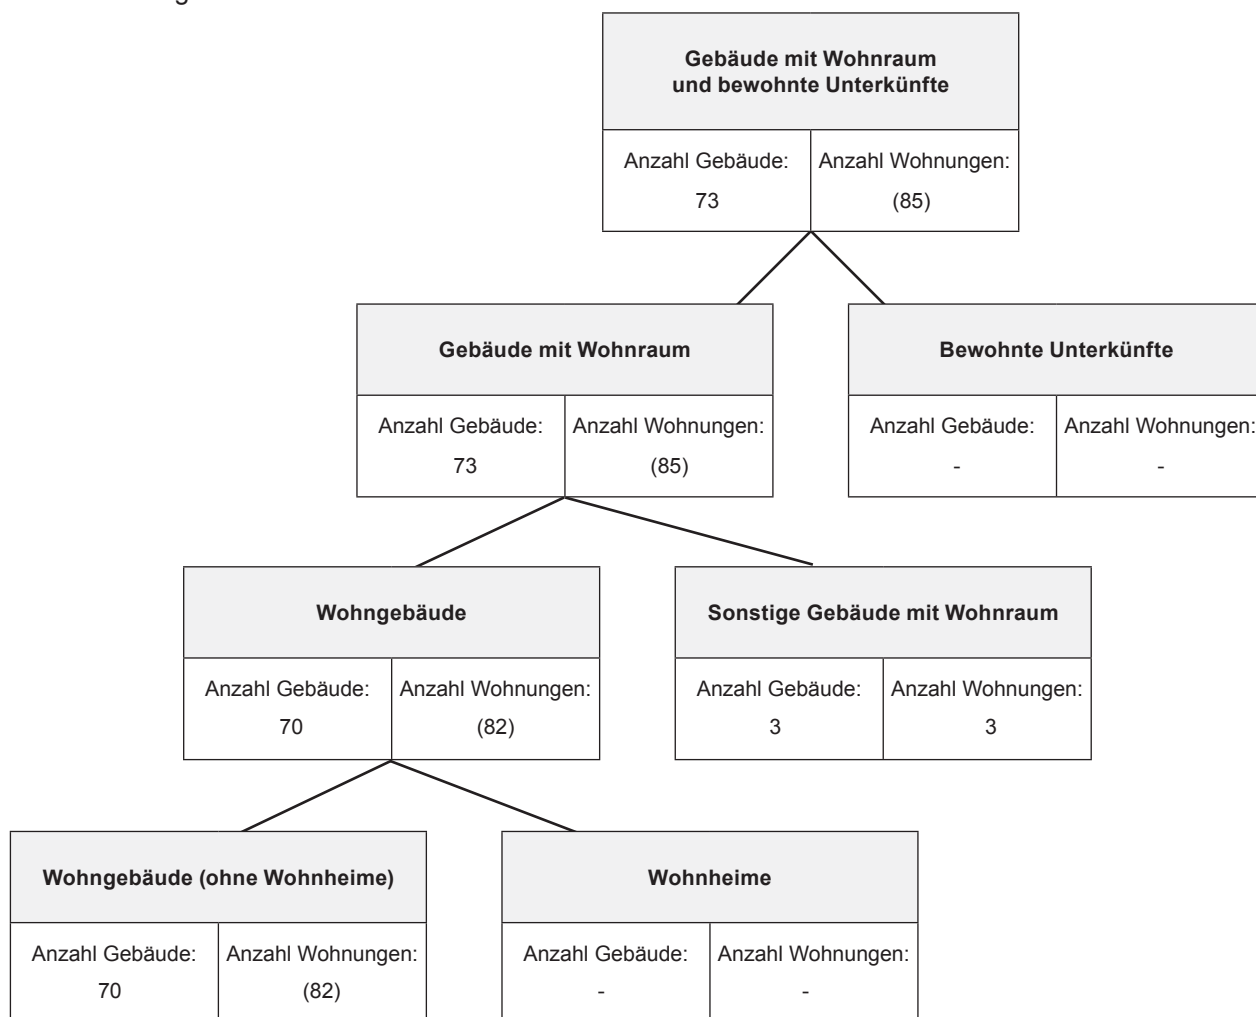 Gebäude mit Wohnraum
und bewohnte Unterkünfte
Anzahl Gebäude: Anzahl Wohnungen:
73 (85)
Gebäude mit Wohnraum
Bewohnte Unterkünfte
Anzahl Gebäude: Anzahl Wohnungen:
73 (85)
Anzahl Gebäude: Anzahl Wohnungen:
- -
Wohngebäude
Sonstige Gebäude mit Wohnraum
Anzahl Gebäude: Anzahl Wohnungen:
70 (82)
Anzahl Gebäude: Anzahl Wohnungen:
3 3
Wohngebäude (ohne Wohnheime)
Wohnheime
Anzahl Gebäude: Anzahl Wohnungen:
70 (82)
Anzahl Gebäude: Anzahl Wohnungen:
- -